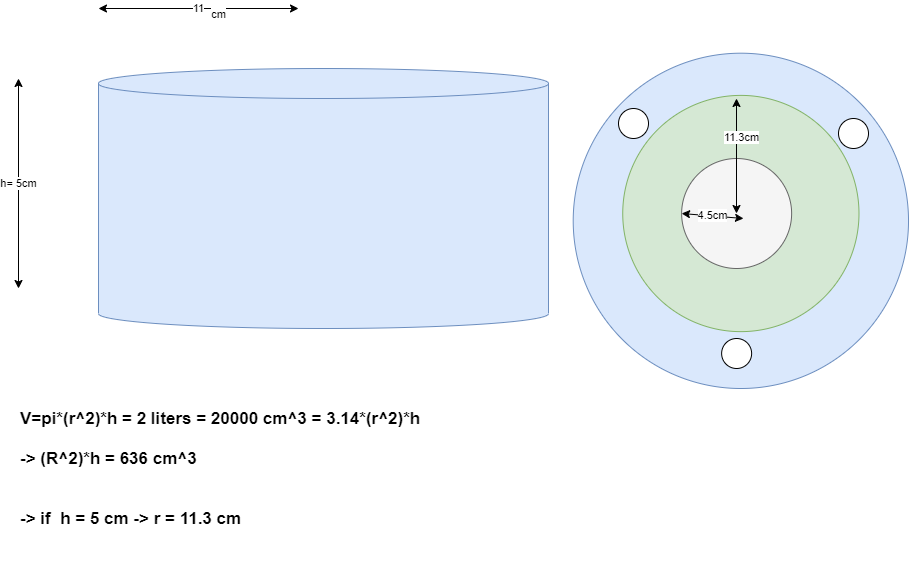 11 cm
h= 5cm
11.3cm
4.5cm
V=pi*(r^2)*h = 2 liters = 20000 cm^3 = 3.14*(r^2)*h
-> (R^2)*h = 636 cm^3
-> if  h = 5 cm -> r = 11.3 cm